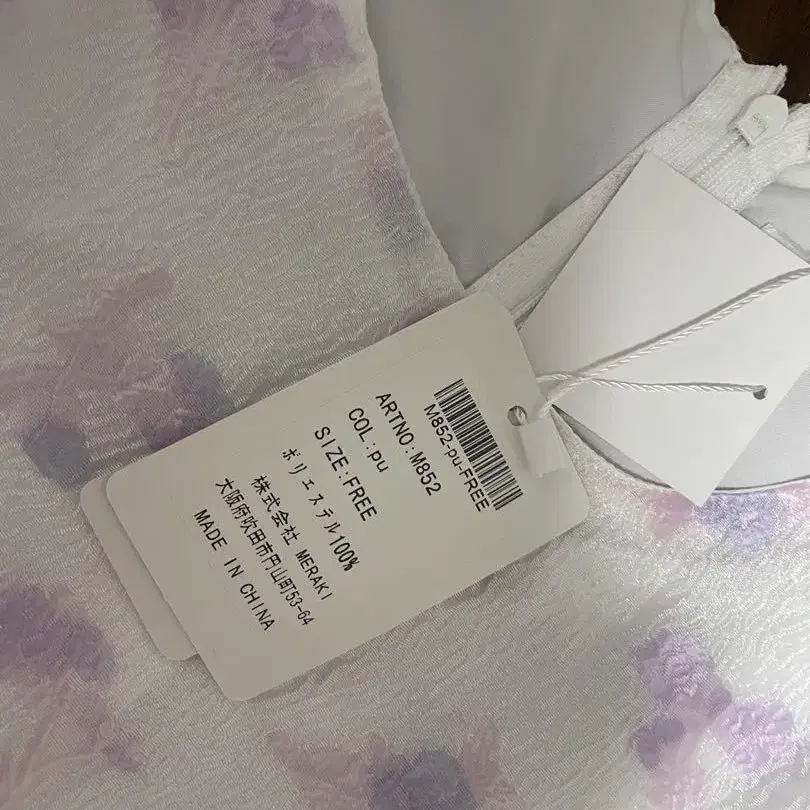 M852-pu-FREE
ARTNO:M852
COL:pu
SIZE:FREE
ポリエステル100%
株式会社 MERAKI
大阪府吹田市円山町53-64
MADE IN CHINA